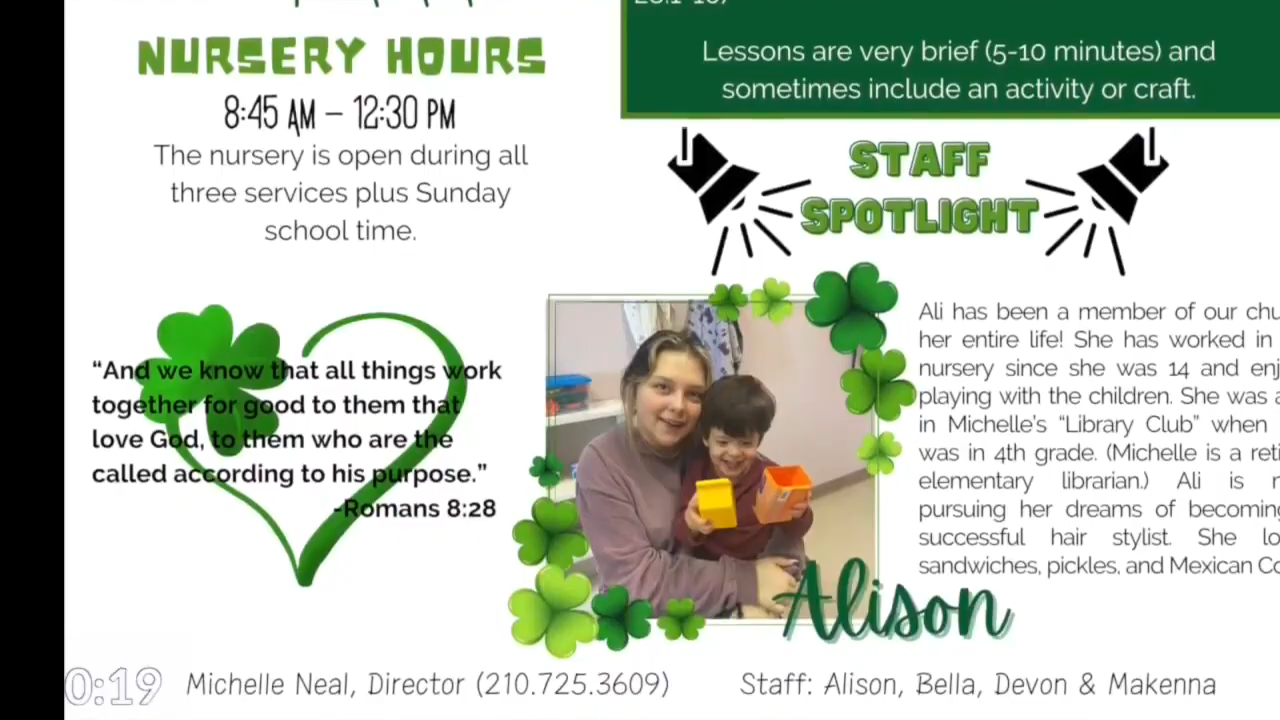 NURSERY HOURS
8:45 AM – 12:30 PM
The nursery is open during all
three services plus Sunday
school time.
“And we know that all things work
together for good to them that
love God, to them who are the
called according to his purpose.”
-Romans 8:28
Lessons are very brief (5-10 minutes) and
sometimes include an activity or craft.
STAFF
SPOTLIGHT
Ali has been a member of our
her entire life! She has worked in
nursery since she was 14 and
playing with the children. She was
in Michelle’s “Library Club” when
was in 4th grade. (Michelle is a
elementary librarian.) Ali is
pursuing her dreams of
successful hair stylist. She
sandwiches, pickles, and Mexican
Alison
0:19
Michelle Neal, Director (210.725.3609)
Staff: Alison, Bella, Devon & Makenna